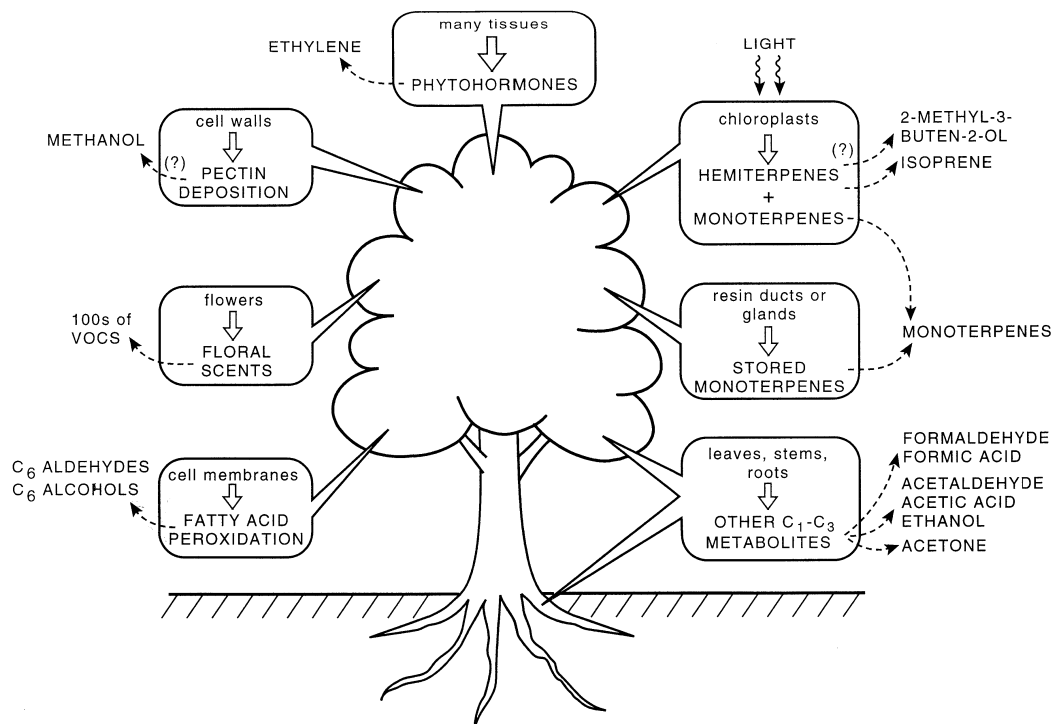 many tissues
PHYTOHORMONES
ETHYLENE
LIGHT
cell walls
PECTIN
DEPOSITION
(?)
METHANOL
chloroplasts
HEMITERPENES
+
MONOTERPENES
(?)
2-METHYL-3-
BUTEN-2-OL
ISOPRENE
flowers
FLORAL
SCENTS
100s of
VOCS
resin ducts or
glands
STORED
MONOTERPENES
MONOTERPENES
cell membranes
FATTY ACID
PEROXIDATION
C6 ALDEHYDES
C6 ALCOHOLS
leaves, stems,
roots
OTHER C1-C3
METABOLITES
FORMALDEHYDE
FORMIC ACID
ACETALDEHYDE
ACETIC ACID
ETHANOL
ACETONE